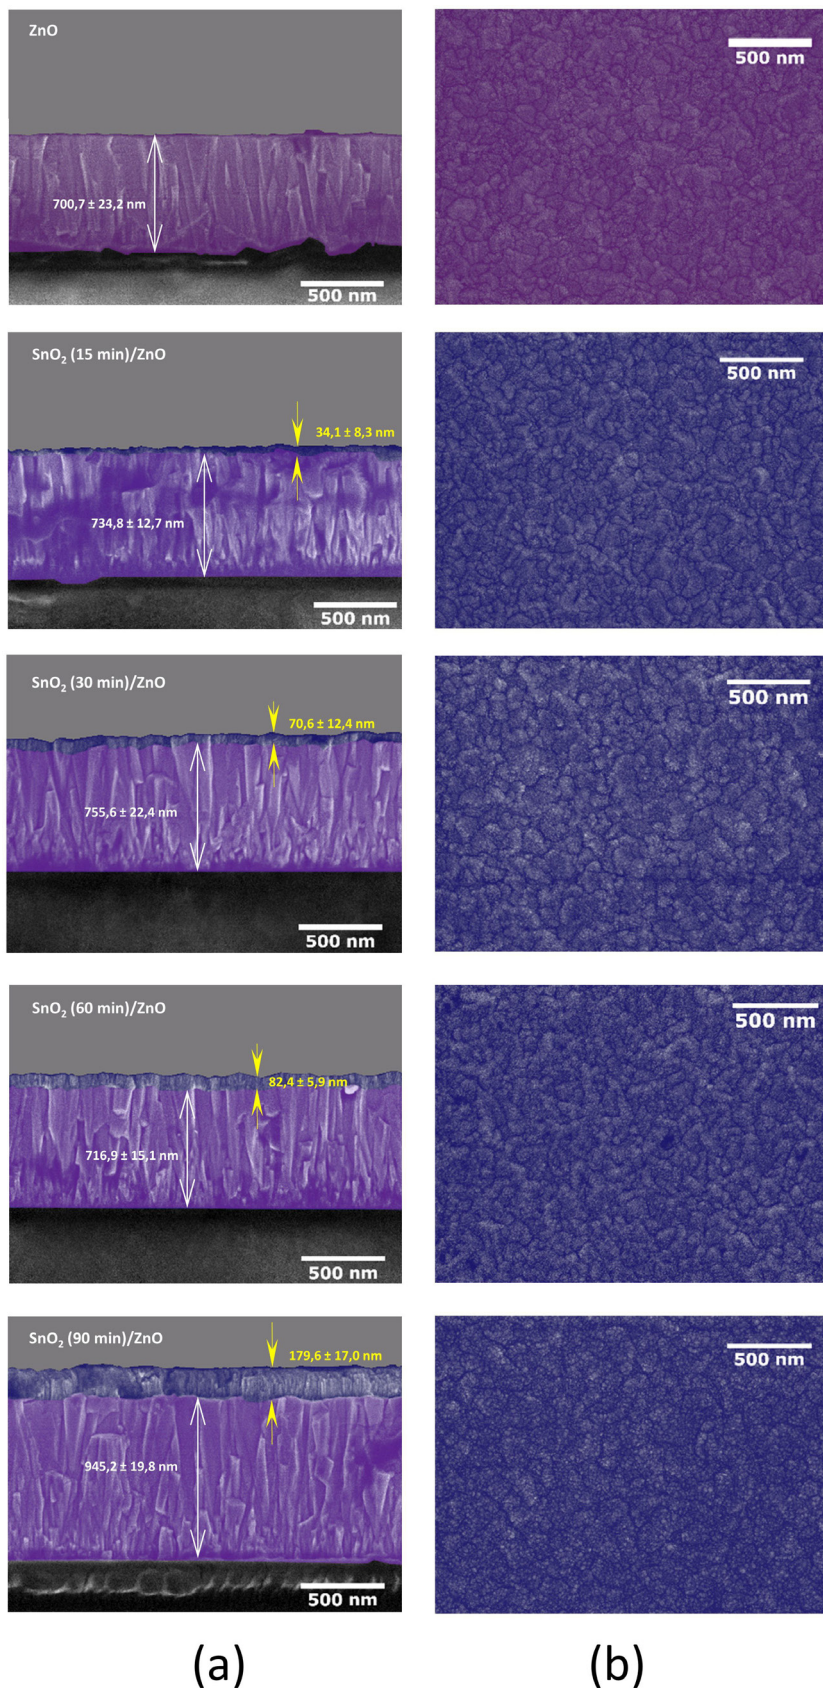 ZnO
500 nm
700,7 ± 23,2 nm
500 nm
SnO₂ (15 min)/ZnO
500 nm
34,1 ± 8,3 nm
734,8 ± 12,7 nm
500 nm
SnO₂ (30 min)/ZnO
500 nm
70,6 ± 12,4 nm
755,6 ± 22,4 nm
500 nm
SnO₂ (60 min)/ZnO
500 nm
82,4 ± 5,9 nm
716,9 ± 15,1 nm
500 nm
SnO₂ (90 min)/ZnO
500 nm
179,6 ± 17,0 nm
945,2 ± 19,8 nm
500 nm
(a) (b)